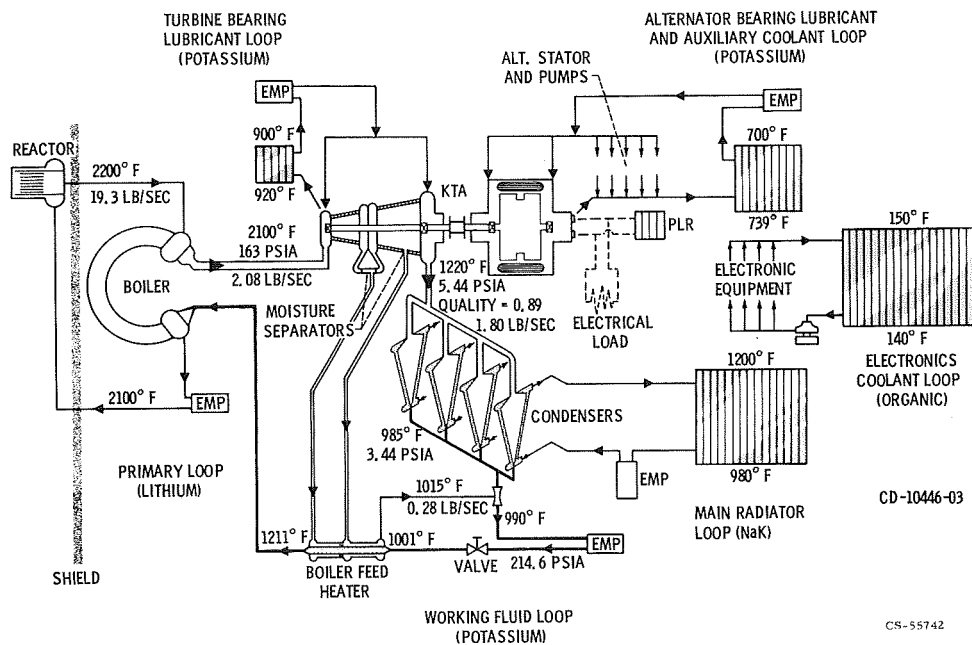 TURBINE BEARING
LUBRICANT LOOP
(POTASSIUM)
ALTERNATOR BEARING LUBRICANT
AND AUXILIARY COOLANT LOOP
(POTASSIUM)
ALT. STATOR
AND PUMPS
EMP
EMP
900° F
920° F
700° F
739° F
REACTOR
2200° F
19.3 LB/SEC
KTA
2100° F
163 PSIA
2.08 LB/SEC
PLR
BOILER
1220° F
5.44 PSIA
QUALITY = 0.89
1.80 LB/SEC
MOISTURE
SEPARATORS
ELECTRICAL
LOAD
ELECTRONIC
EQUIPMENT
150° F
140° F
ELECTRONICS
COOLANT LOOP
(ORGANIC)
2100° F
EMP
1200° F
CONDENSERS
985° F
3.44 PSIA
980° F
EMP
PRIMARY LOOP
(LITHIUM)
CD-10446-03
MAIN RADIATOR
LOOP (NaK)
1015° F
0.28 LB/SEC
990° F
1211° F
1001° F
EMP
VALVE
214.6 PSIA
SHIELD
BOILER FEED
HEATER
WORKING FLUID LOOP
(POTASSIUM)
CS-55742